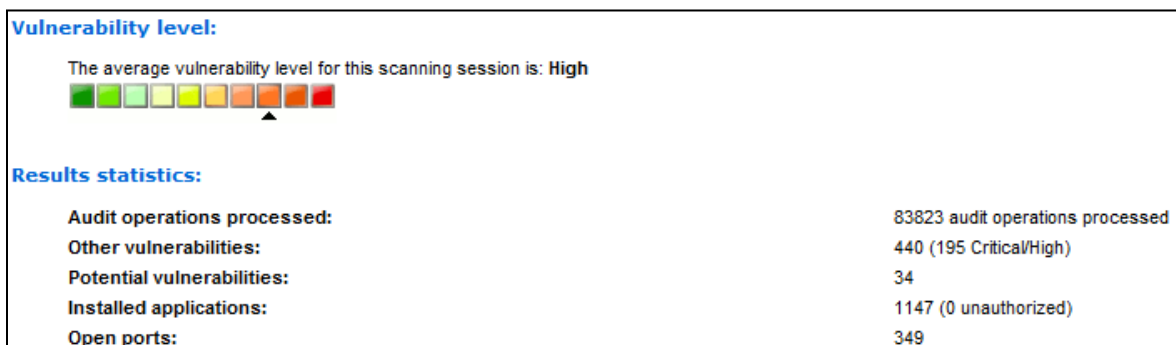 Vulnerability level:
The average vulnerability level for this scanning session is: High
Results statistics:
Audit operations processed: 83823 audit operations processed
Other vulnerabilities: 440 (195 Critical/High)
Potential vulnerabilities: 34
Installed applications: 1147 (0 unauthorized)
Open ports: 349